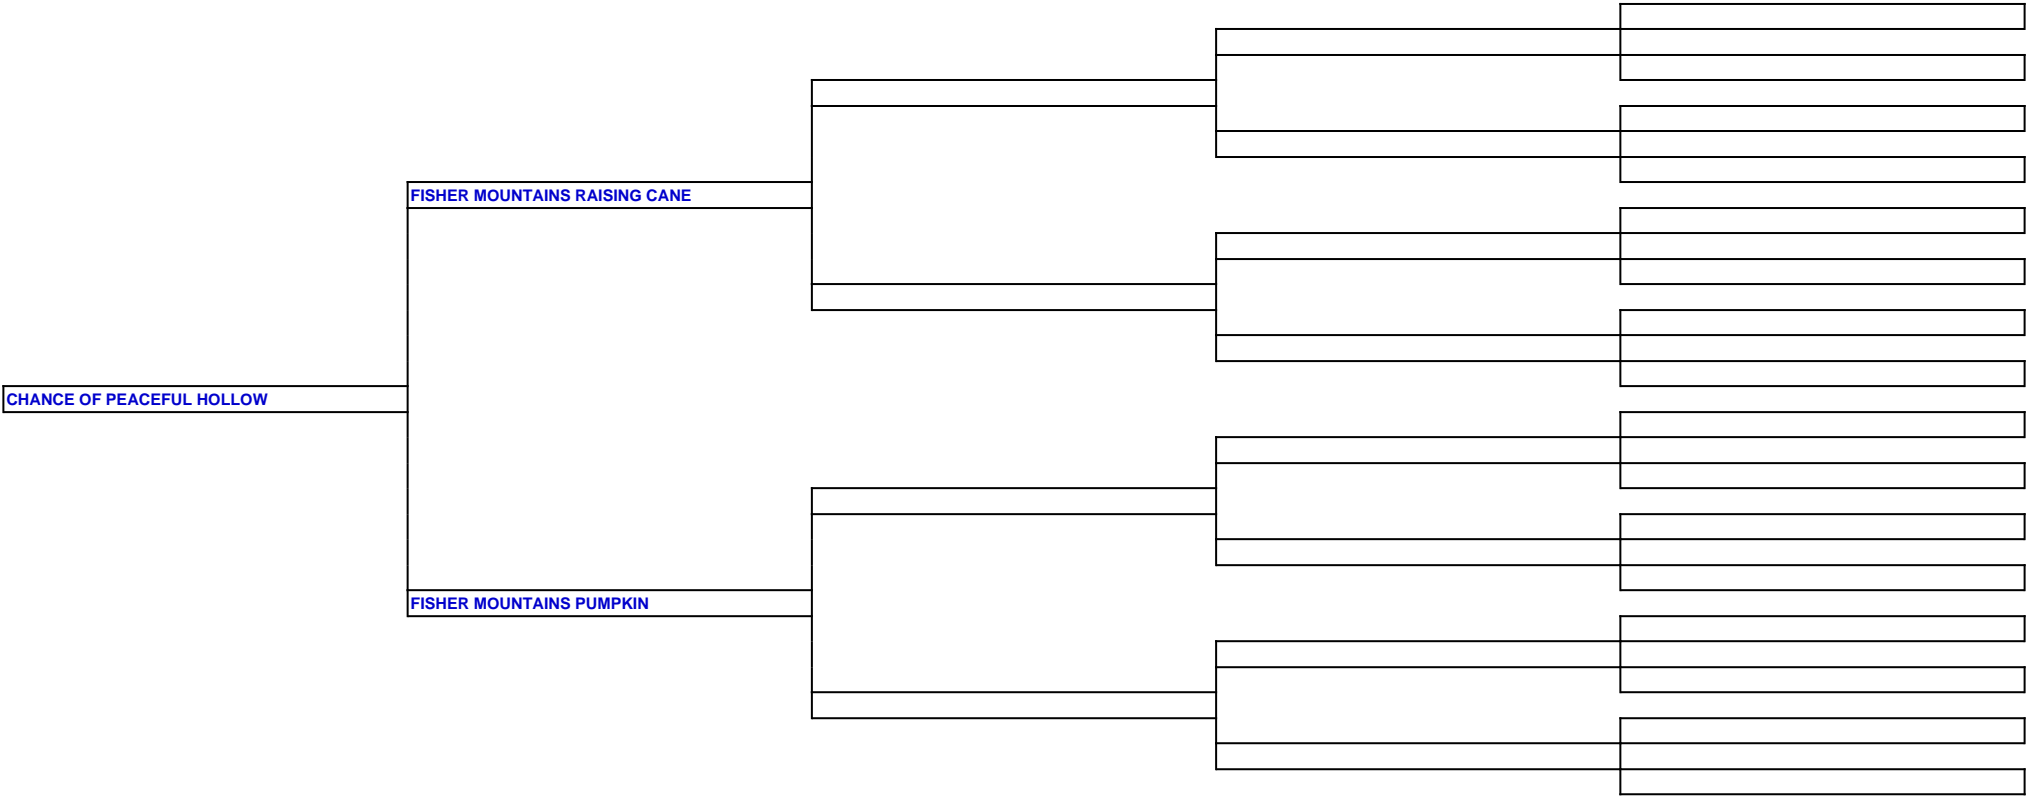 FISHER MOUNTAINS RAISING CANE
CHANCE OF PEACEFUL HOLLOW
FISHER MOUNTAINS PUMPKIN